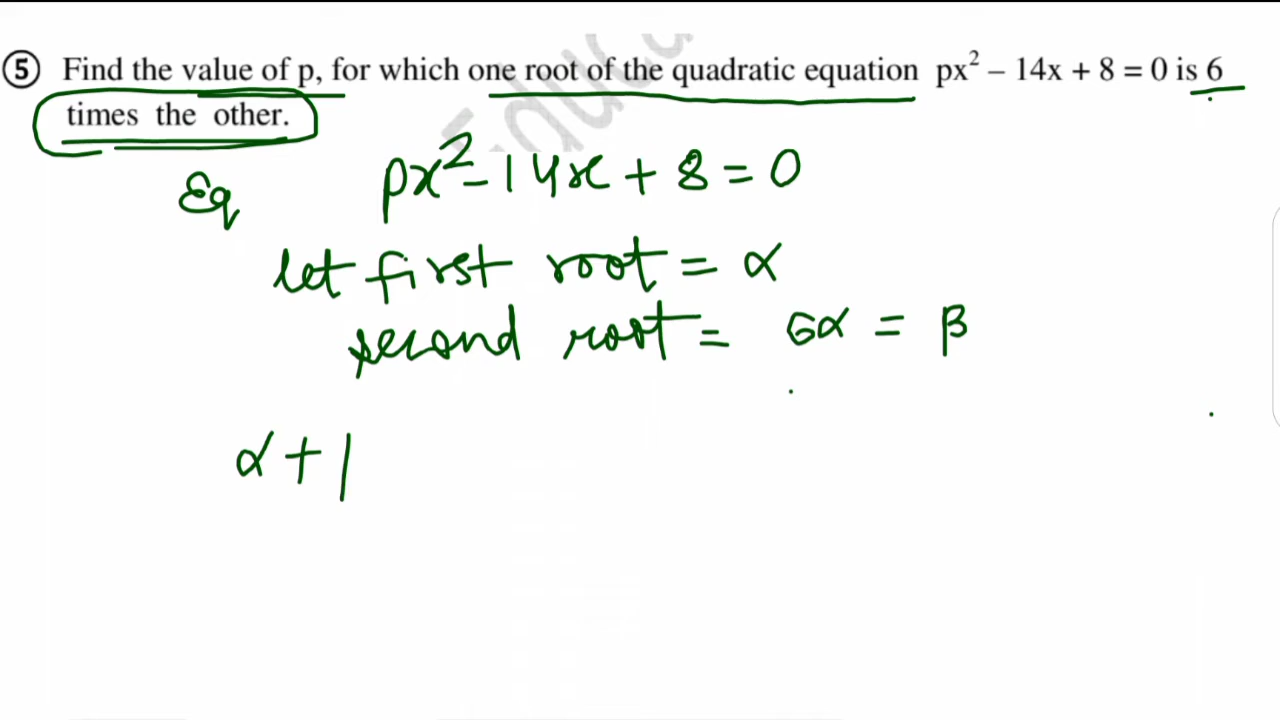 ⑤ Find the value of p, for which one root of the quadratic equation px² – 14x + 8 = 0 is 6
times the other.
Educa
Eq px² - 14x + 8 = 0
let first root = α
second root = 6α = β
α + |